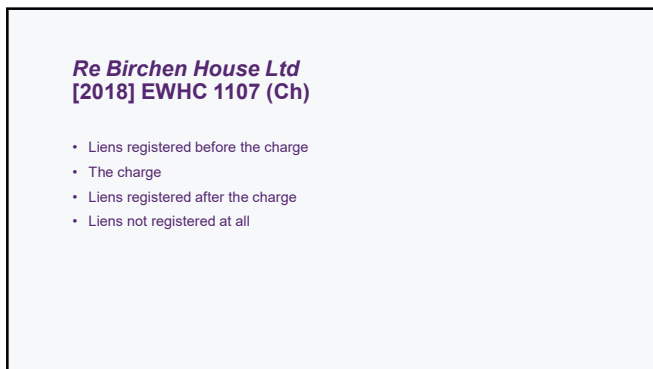 Re Birchen House Ltd
[2018] EWHC 1107 (Ch)
• Liens registered before the charge
• The charge
• Liens registered after the charge
• Liens not registered at all